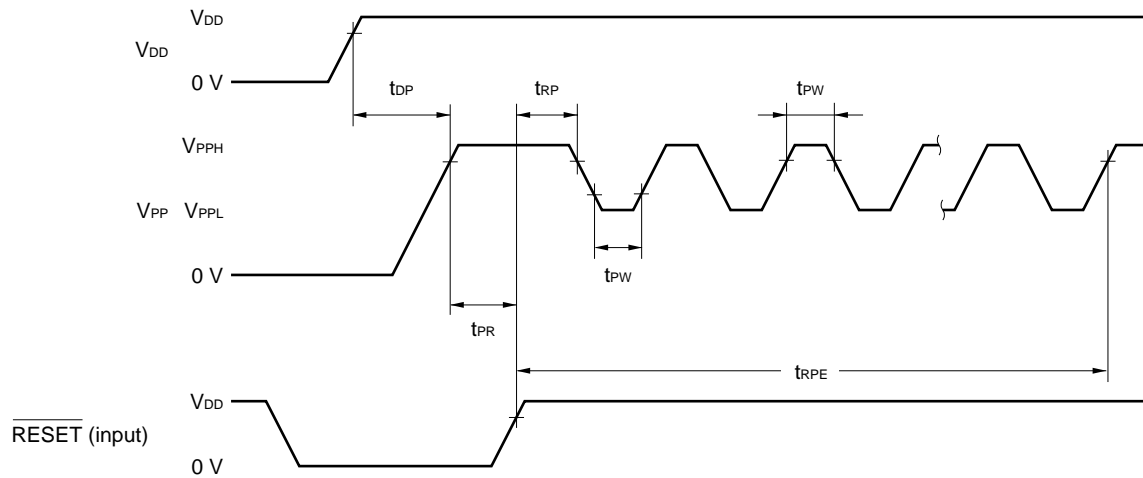 VDD
VDD
0 V
tDP
tRP
tPW
VPPH
VPP VPPL
0 V
tPW
tPR
tRPE
VDD
RESET (input)
0 V